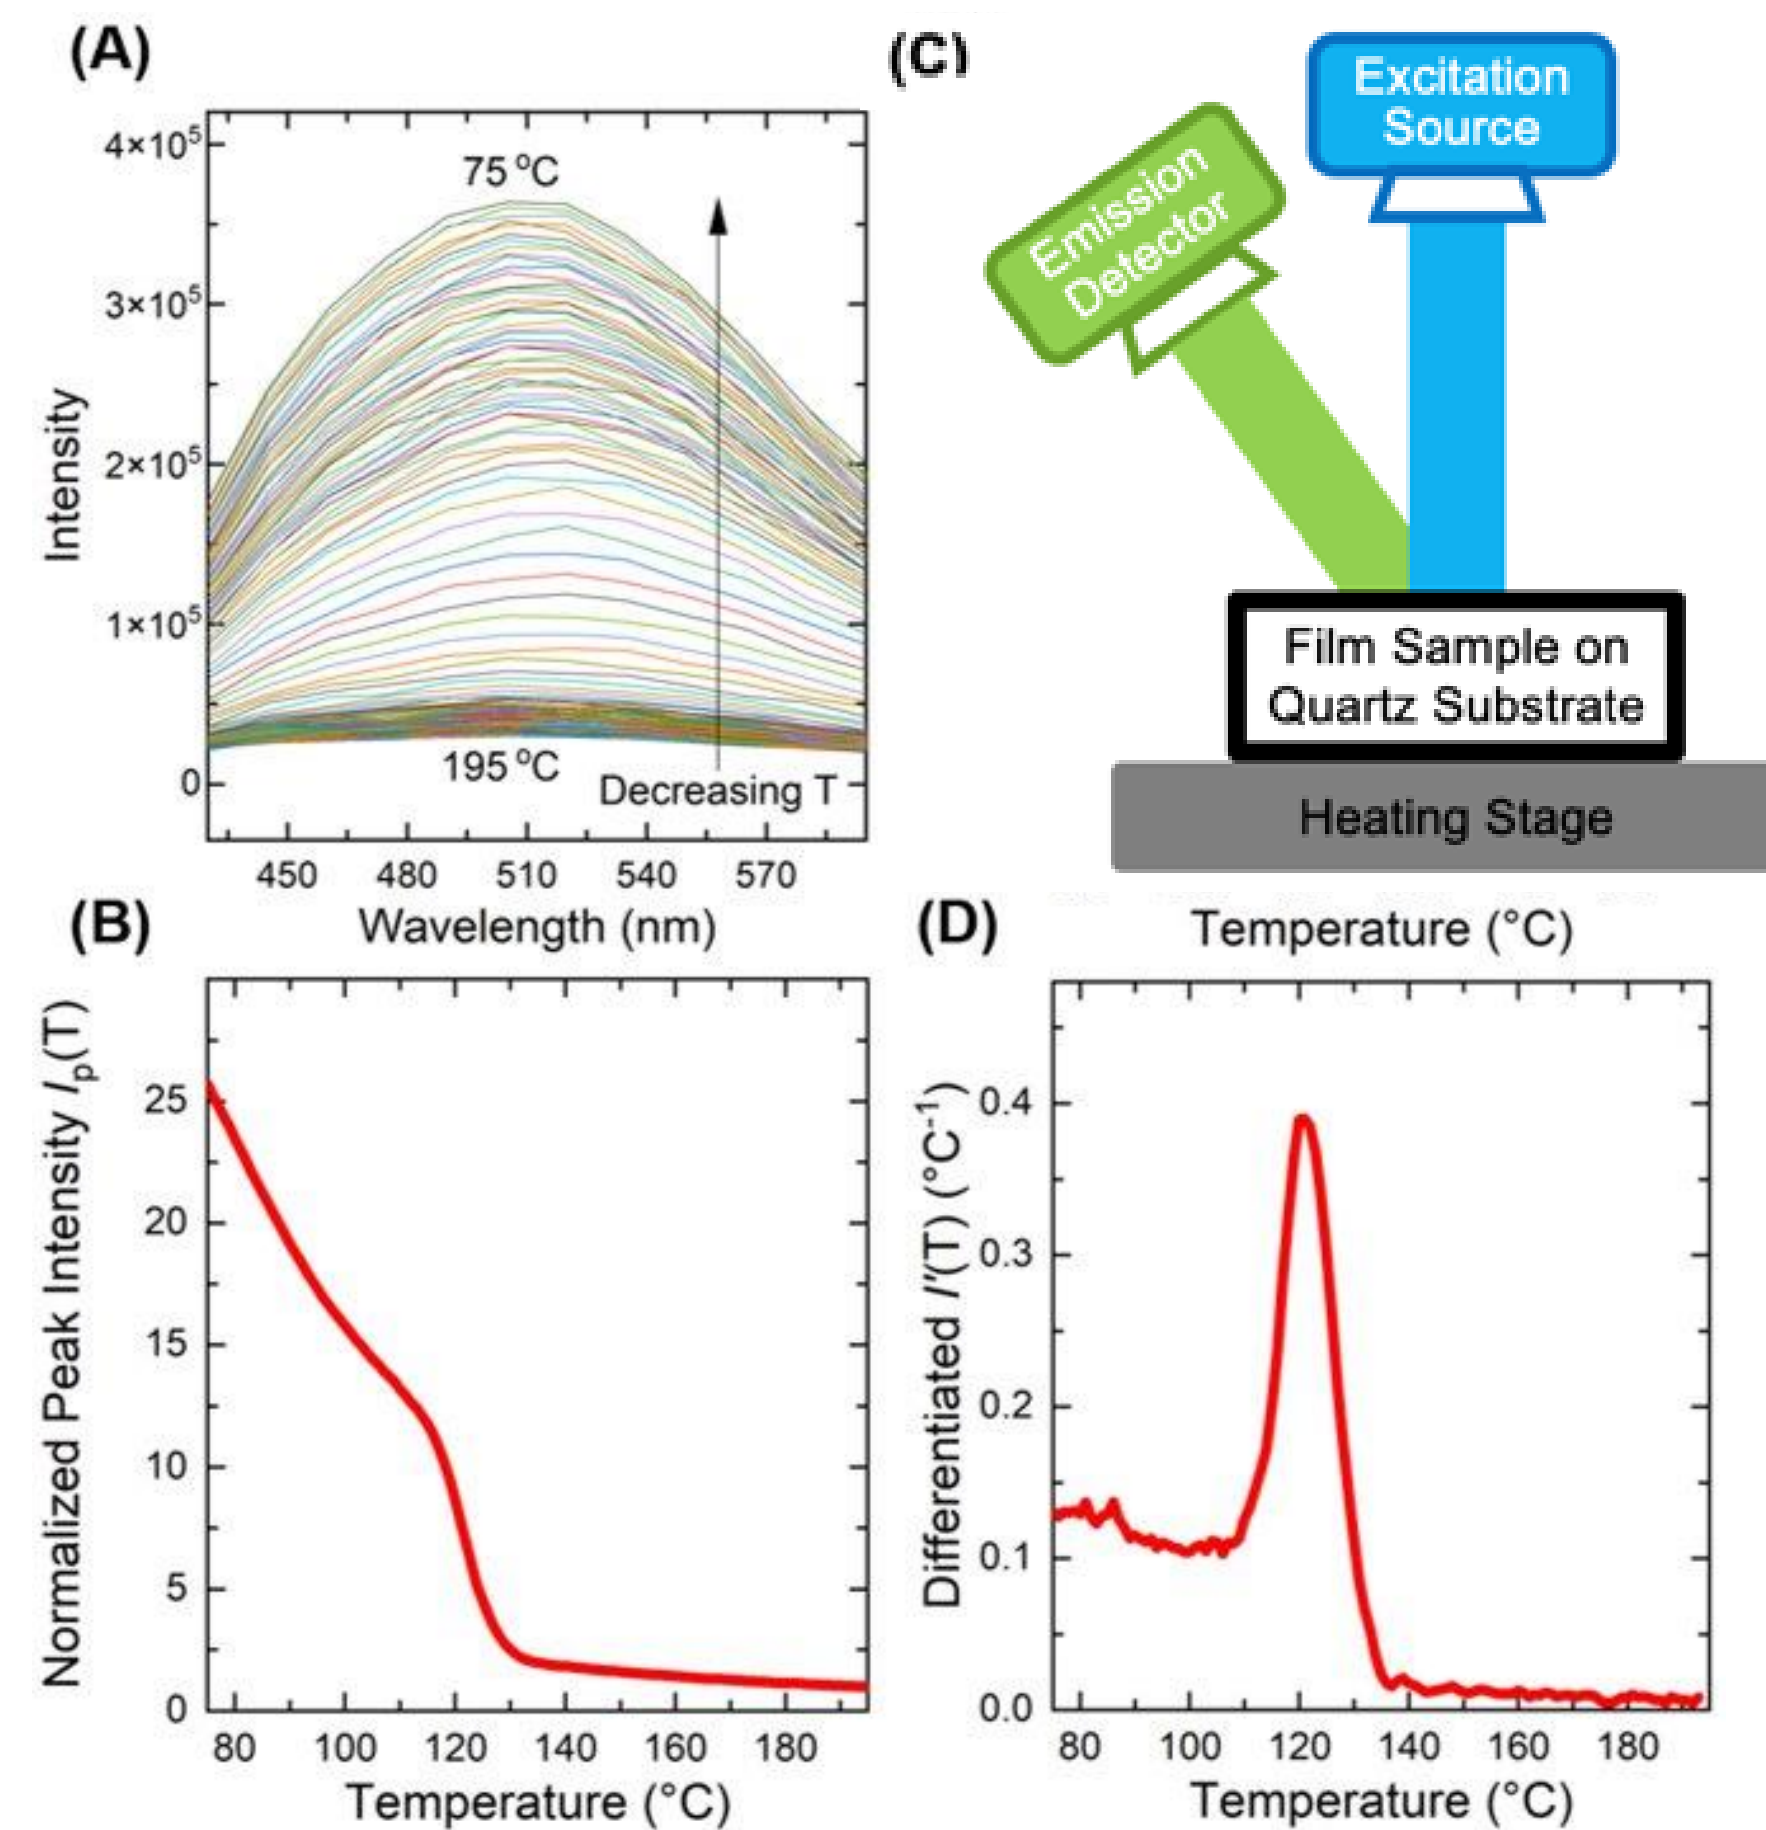 (A)
4×10⁵
3×10⁵
2×10⁵
1×10⁵
0
Intensity
75 °C
195 °C
Decreasing T
450 480 510 540 570
Wavelength (nm)
(C)
Excitation
Source
Emission
Detector
Film Sample on
Quartz Substrate
Heating Stage
(B)
25
20
15
10
5
0
Normalized Peak Intensity Iₚ(T)
80 100 120 140 160 180
Temperature (°C)
(D)
Temperature (°C)
0.4
0.3
0.2
0.1
0.0
Differentiated I'(T) (°C⁻¹)
80 100 120 140 160 180
Temperature (°C)